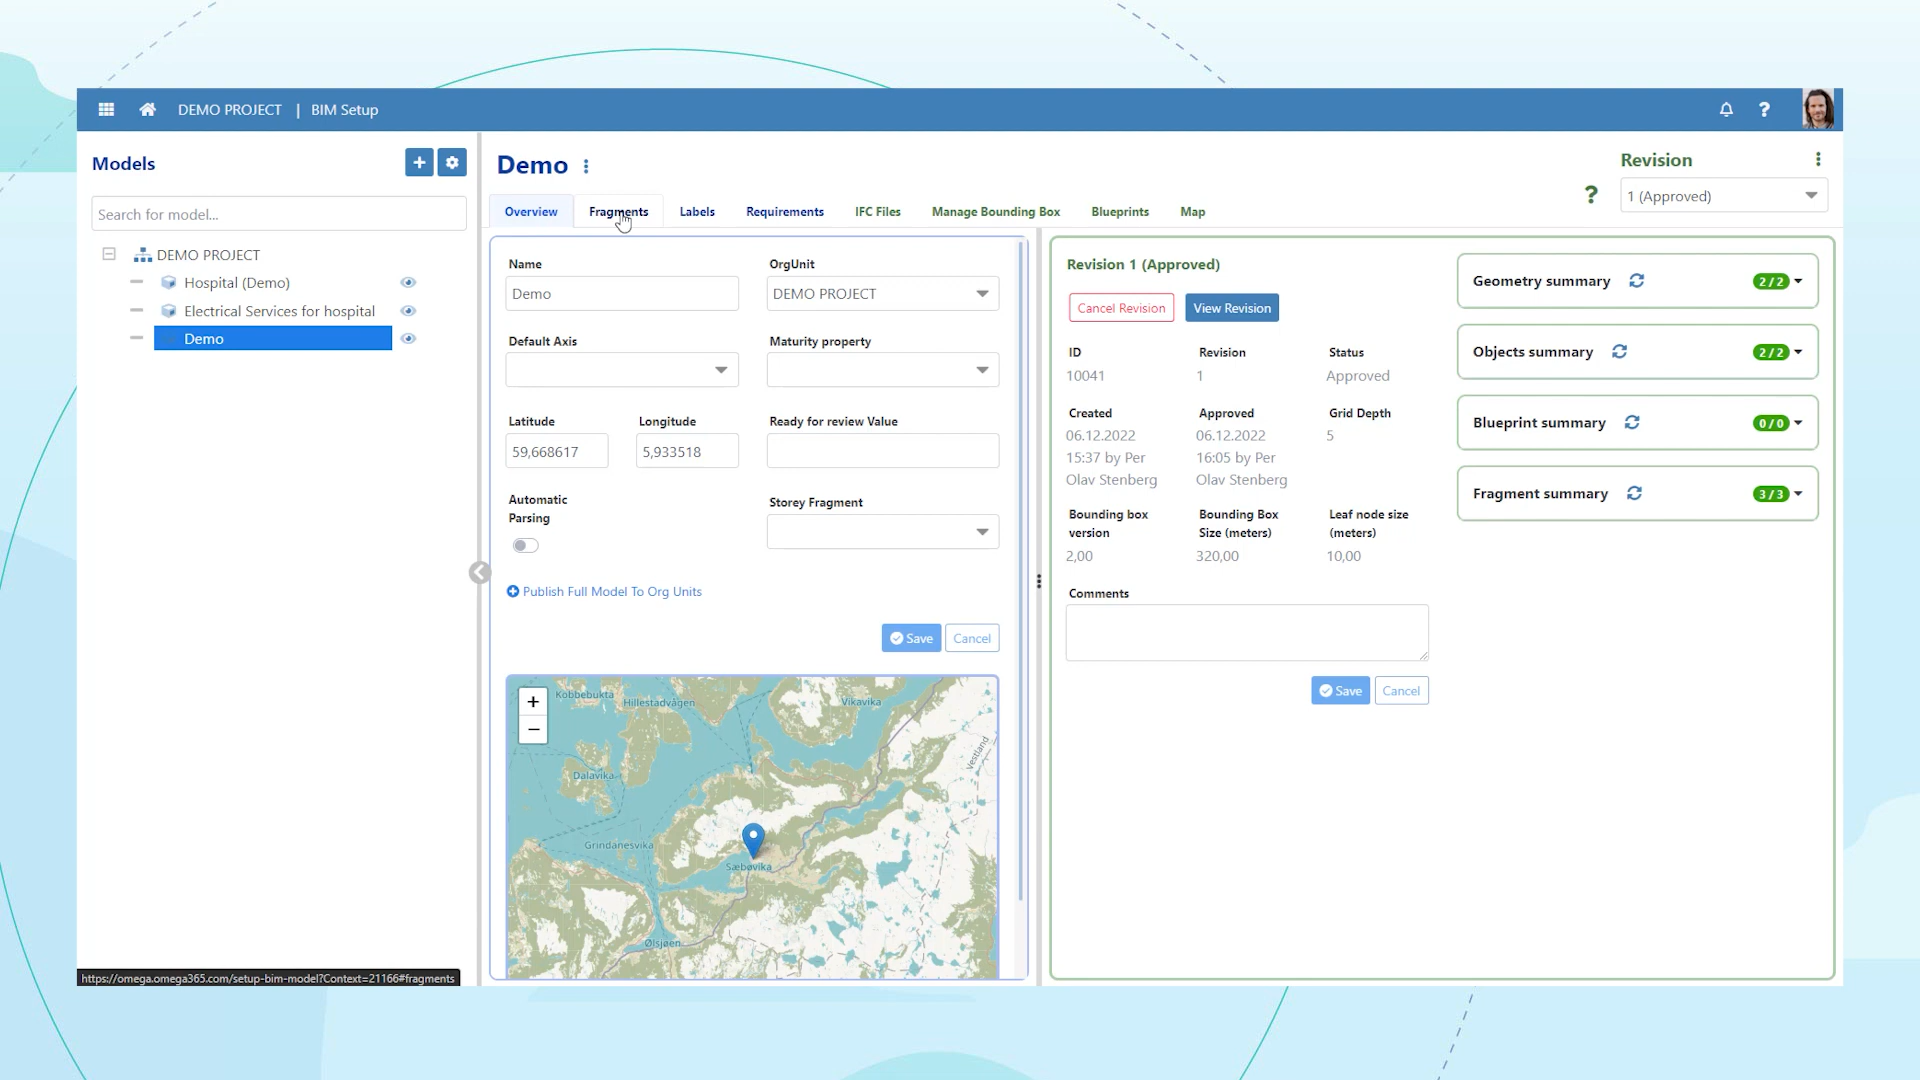 DEMO PROJECT | BIM Setup
?
Models
Search for model...
DEMO PROJECT
Hospital (Demo)
Electrical Services for hospital
Demo
https://omega.omega365.com/setup-bim-model?Context=21166#fragments
Demo
Revision
?
1 (Approved)
Overview
Fragments
Labels
Requirements
IFC Files
Manage Bounding Box
Blueprints
Map
Name
OrgUnit
Demo
DEMO PROJECT
Default Axis
Maturity property
Latitude
Longitude
Ready for review Value
59,668617
5,933518
Automatic
Parsing
Storey Fragment
Publish Full Model To Org Units
Save
Cancel
+
−
Kobbebukta
Hillestadvågen
Vikavika
Vestland
Dalavika
Grindanesvika
Sæbøvika
Ølsjøen
Revision 1 (Approved)
Cancel Revision
View Revision
ID
Revision
Status
10041
1
Approved
Created
Approved
Grid Depth
06.12.2022
15:37 by Per
Olav Stenberg
06.12.2022
16:05 by Per
Olav Stenberg
5
Bounding box
version
Bounding Box
Size (meters)
Leaf node size
(meters)
2,00
320,00
10,00
Comments
Save
Cancel
Geometry summary
2 / 2
Objects summary
2 / 2
Blueprint summary
0 / 0
Fragment summary
3 / 3